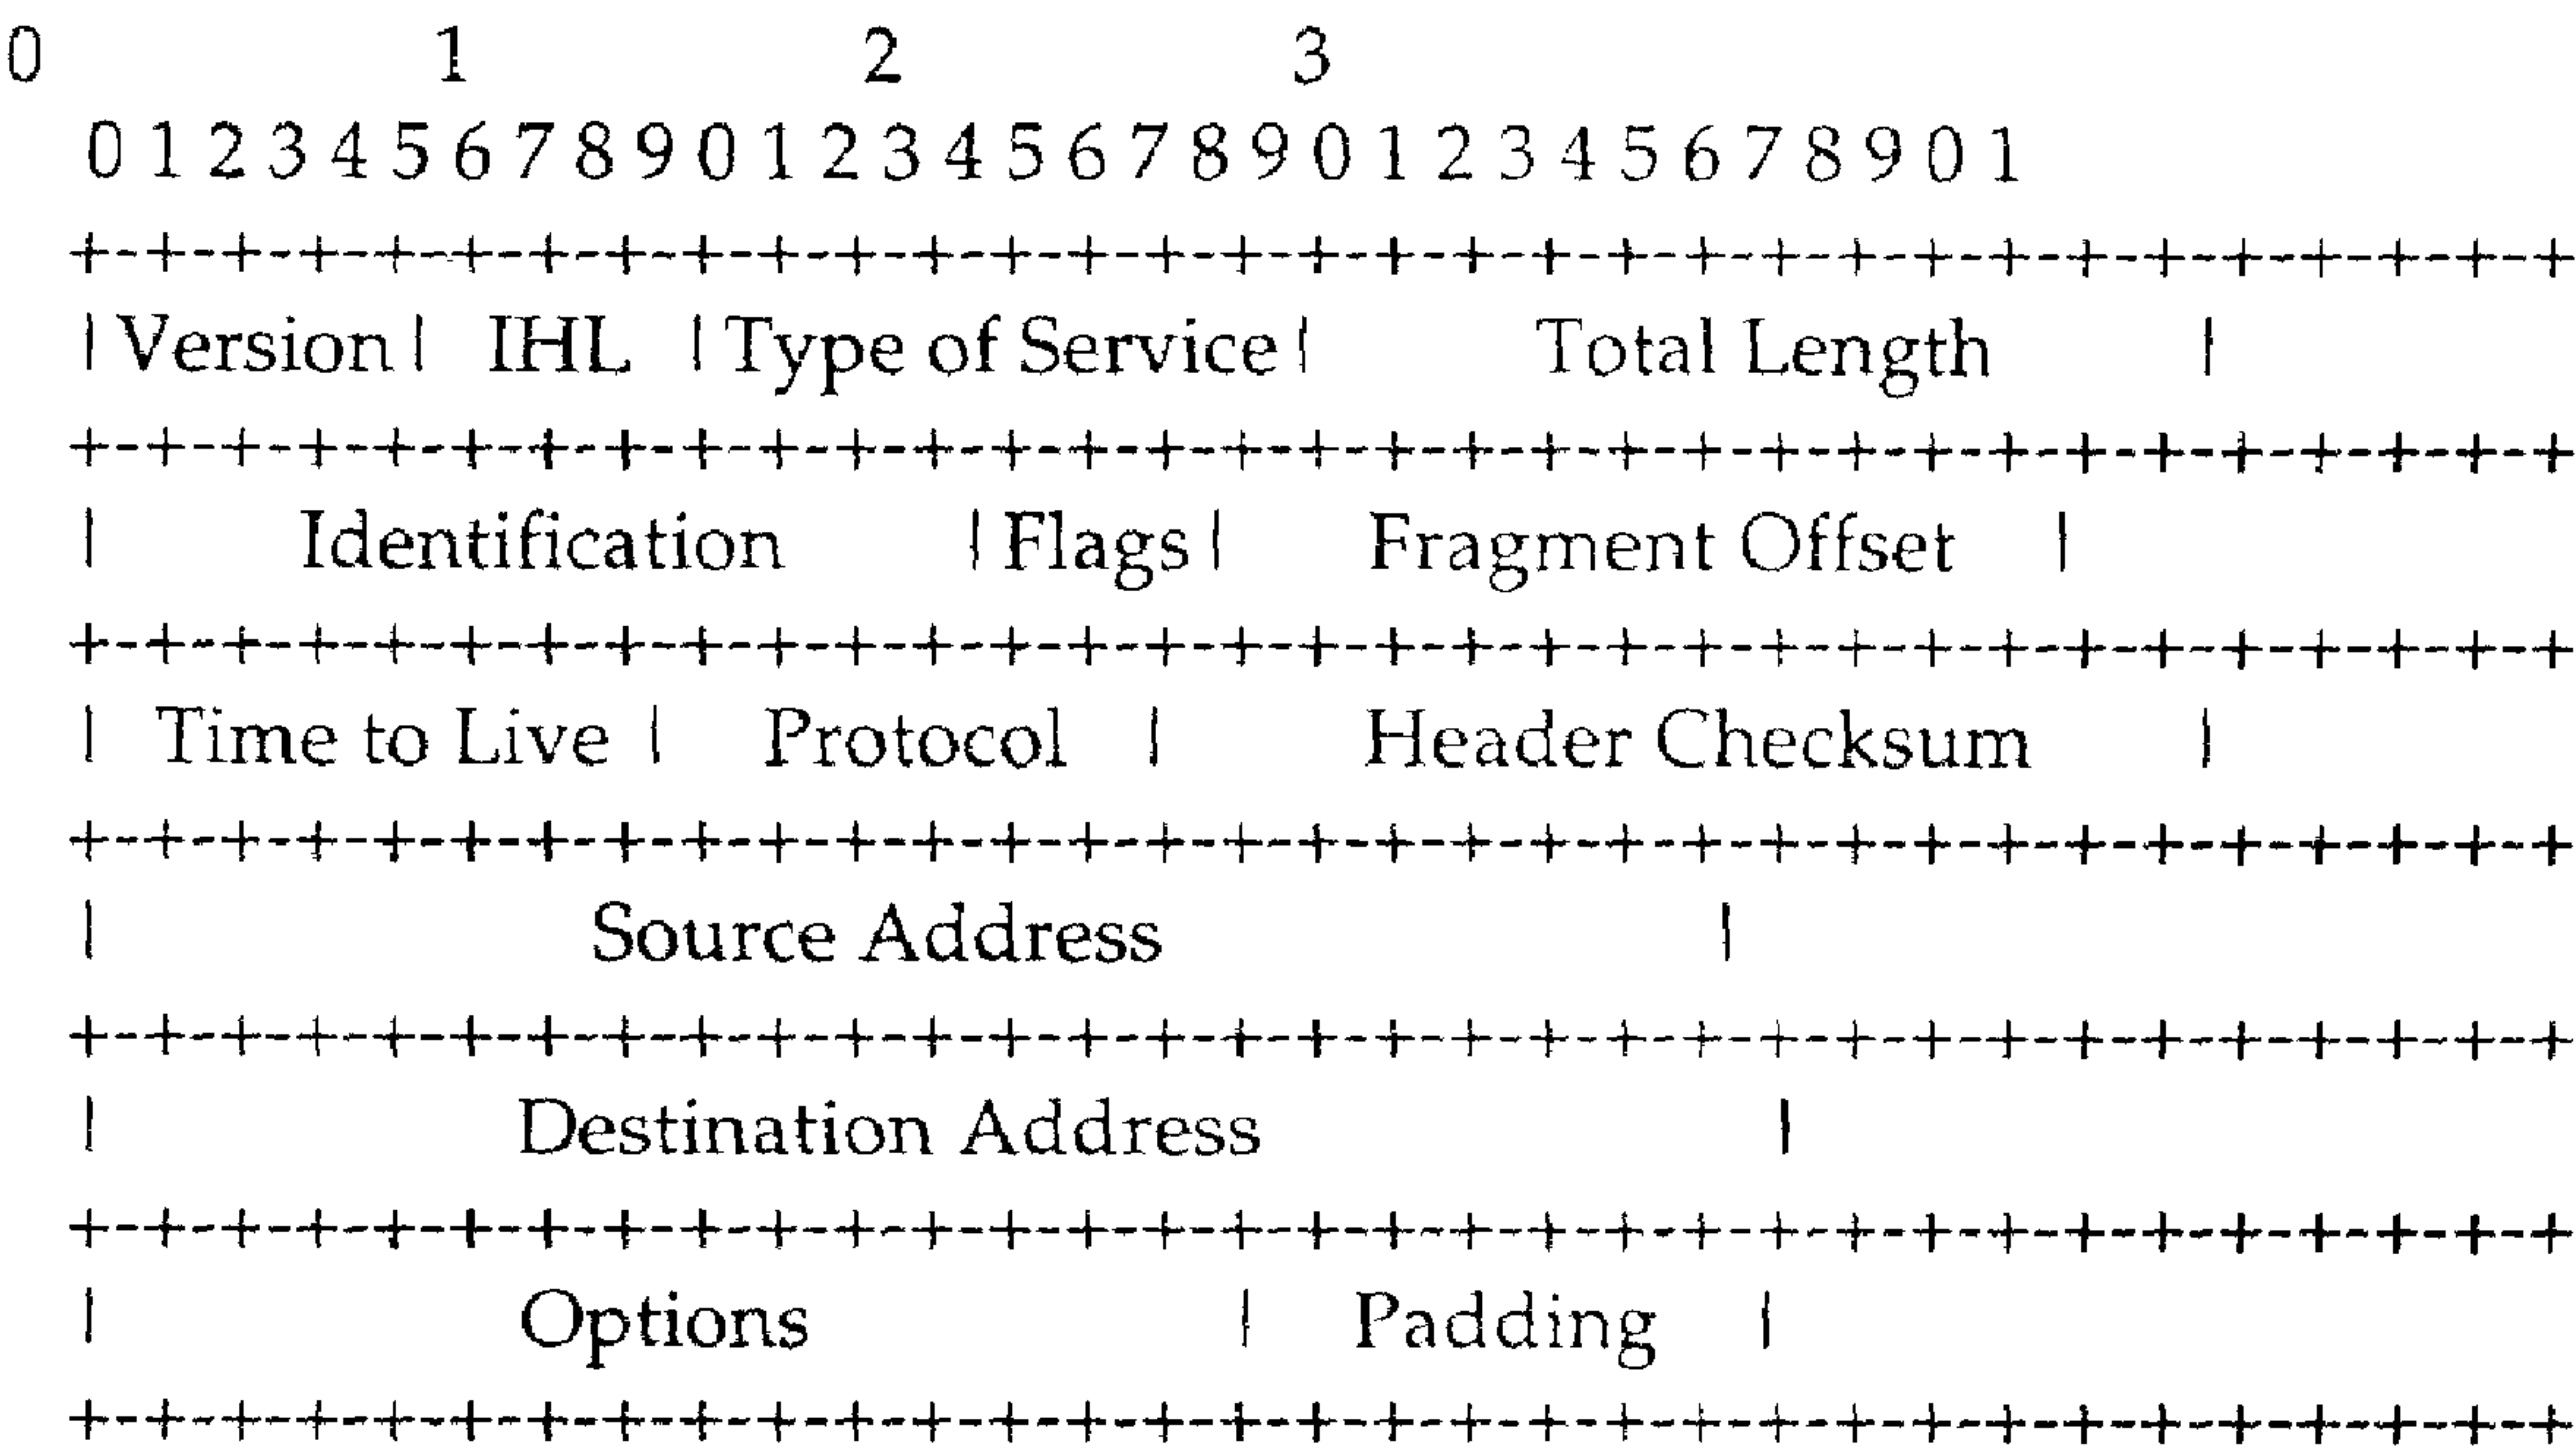 0 1 2 3
0 1 2 3 4 5 6 7 8 9 0 1 2 3 4 5 6 7 8 9 0 1 2 3 4 5 6 7 8 9 0 1
+-+-+-+-+-+-+-+-+-+-+-+-+-+-+-+-+-+-+-+-+-+-+-+-+-+-+-+-+-+-+-+-+
|Version| IHL |Type of Service| Total Length |
+-+-+-+-+-+-+-+-+-+-+-+-+-+-+-+-+-+-+-+-+-+-+-+-+-+-+-+-+-+-+-+-+
| Identification |Flags| Fragment Offset |
+-+-+-+-+-+-+-+-+-+-+-+-+-+-+-+-+-+-+-+-+-+-+-+-+-+-+-+-+-+-+-+-+
| Time to Live | Protocol | Header Checksum |
+-+-+-+-+-+-+-+-+-+-+-+-+-+-+-+-+-+-+-+-+-+-+-+-+-+-+-+-+-+-+-+-+
| Source Address |
+-+-+-+-+-+-+-+-+-+-+-+-+-+-+-+-+-+-+-+-+-+-+-+-+-+-+-+-+-+-+-+-+
| Destination Address |
+-+-+-+-+-+-+-+-+-+-+-+-+-+-+-+-+-+-+-+-+-+-+-+-+-+-+-+-+-+-+-+-+
| Options | Padding |
+-+-+-+-+-+-+-+-+-+-+-+-+-+-+-+-+-+-+-+-+-+-+-+-+-+-+-+-+-+-+-+-+